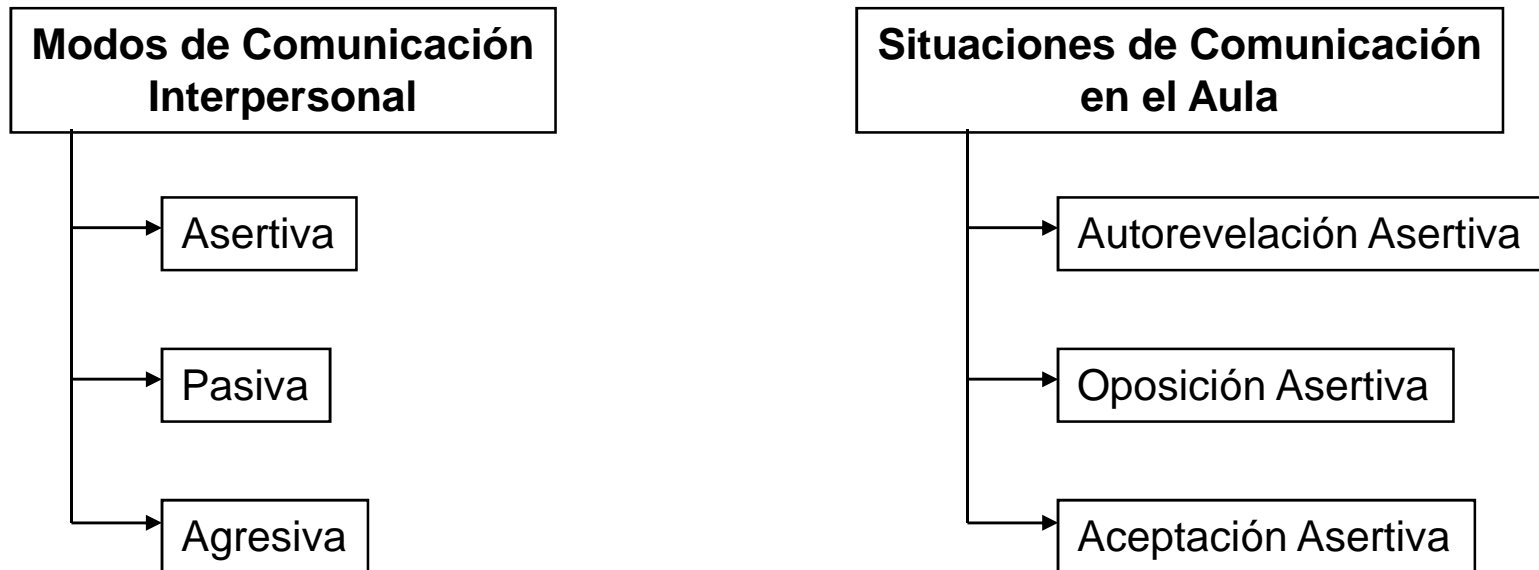 Modos de Comunicación
Interpersonal
Asertiva
Pasiva
Agresiva
Situaciones de Comunicación
en el Aula
Autorevelación Asertiva
Oposición Asertiva
Aceptación Asertiva